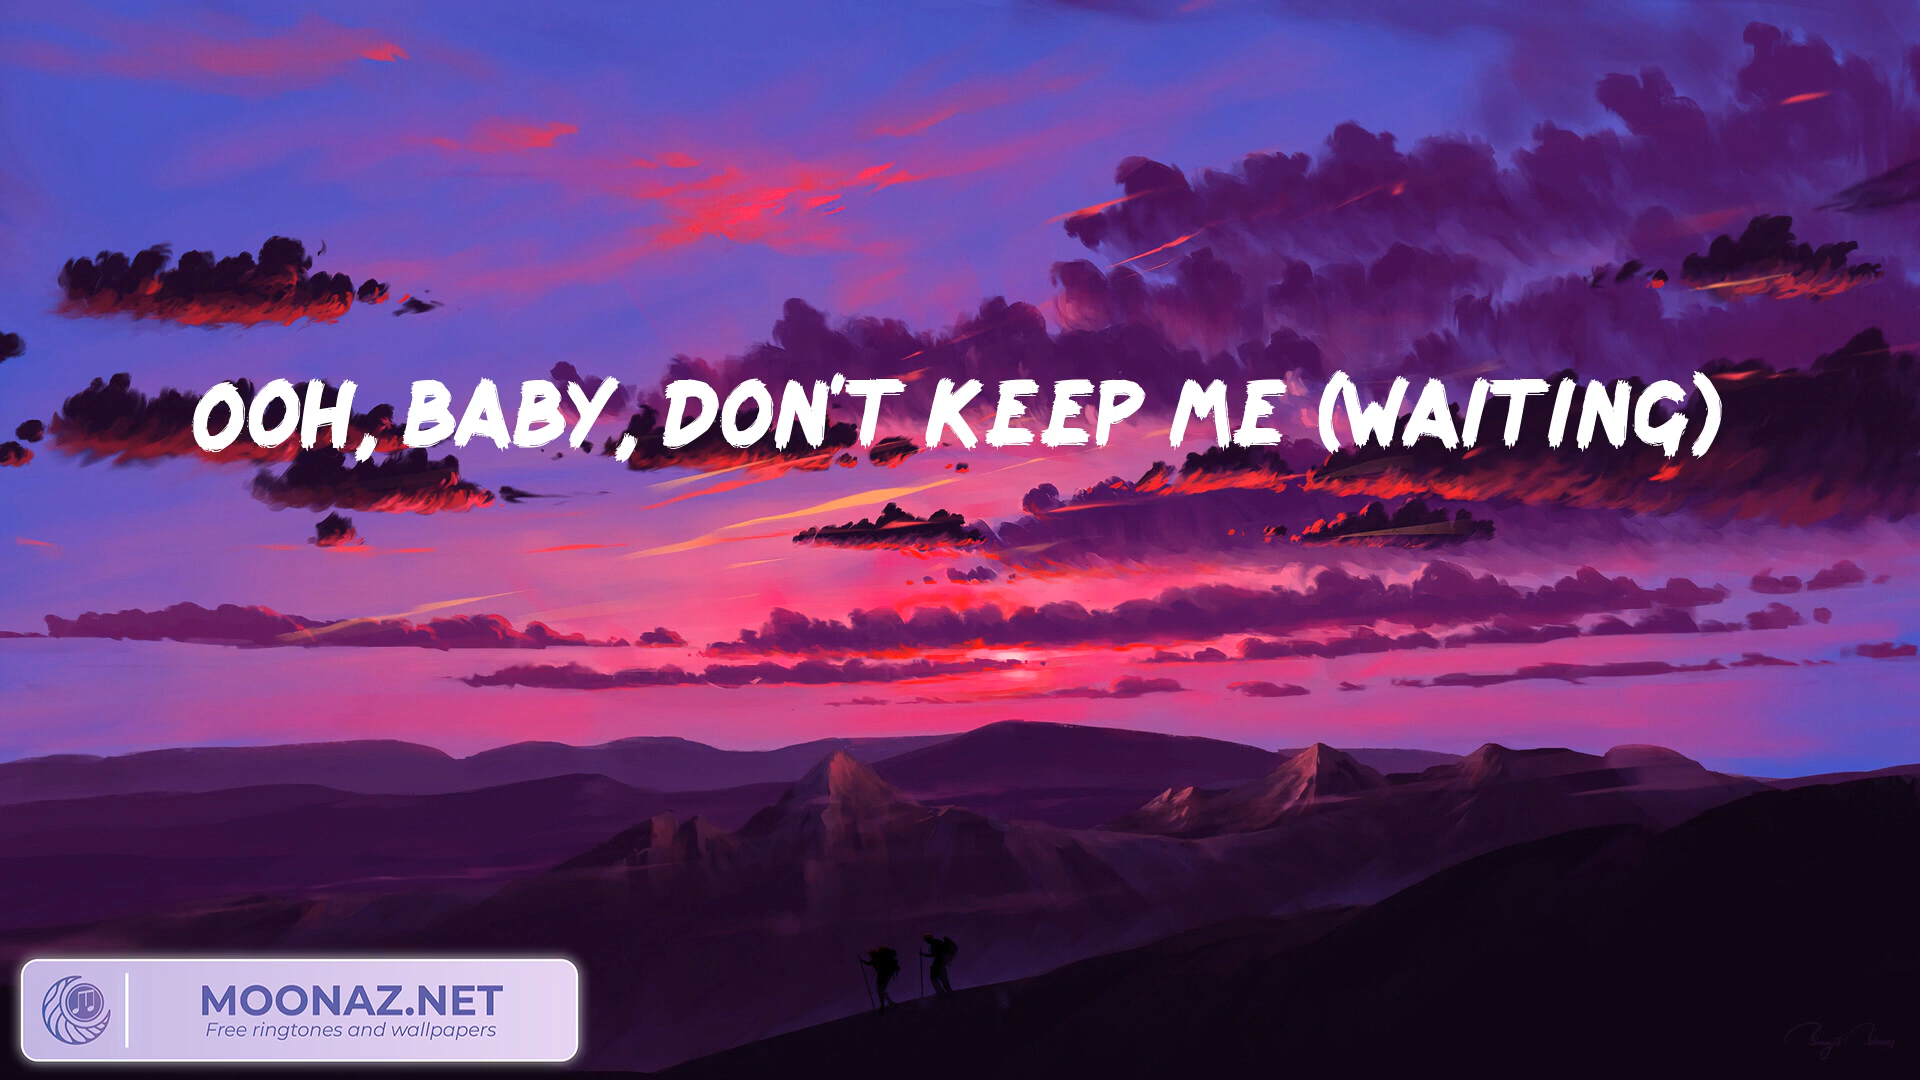 OOH, BABY, DON'T KEEP ME (WAITING)
MOONAZ.NET
Free ringtones and wallpapers